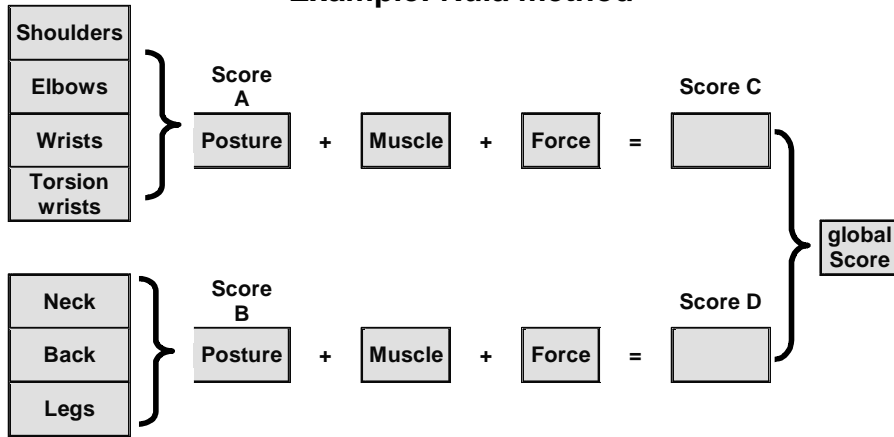 Example: Rula method
Shoulders
Elbows
Wrists
Torsion
wrists
Score
A
Posture
+
Muscle
+
Force
=
Score C
Neck
Back
Legs
Score
B
Posture
+
Muscle
+
Force
=
Score D
global
Score